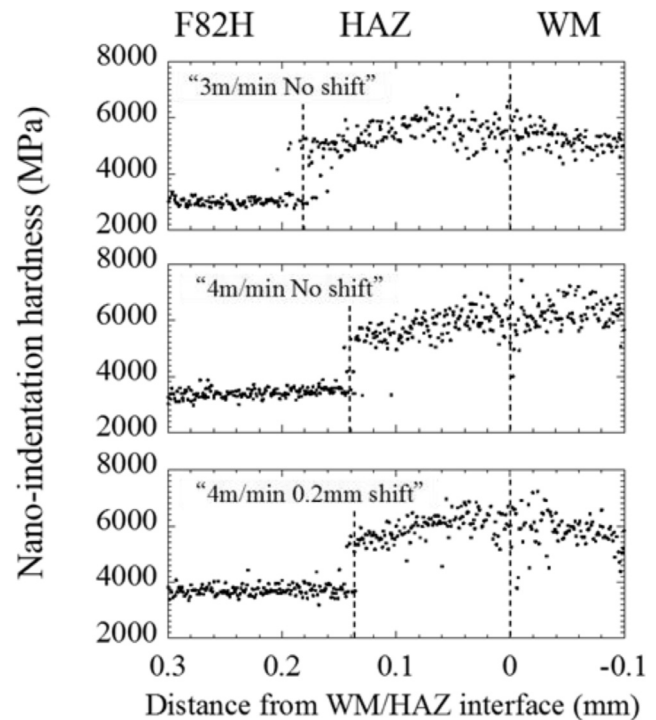 F82H HAZ WM
Nano-indentation hardness (MPa)
8000
“3m/min No shift“
6000
4000
2000
8000
“4m/min No shift“
6000
4000
2000
8000
“4m/min 0.2mm shift“
6000
4000
2000
0.3 0.2 0.1 0 -0.1
Distance from WM/HAZ interface (mm)